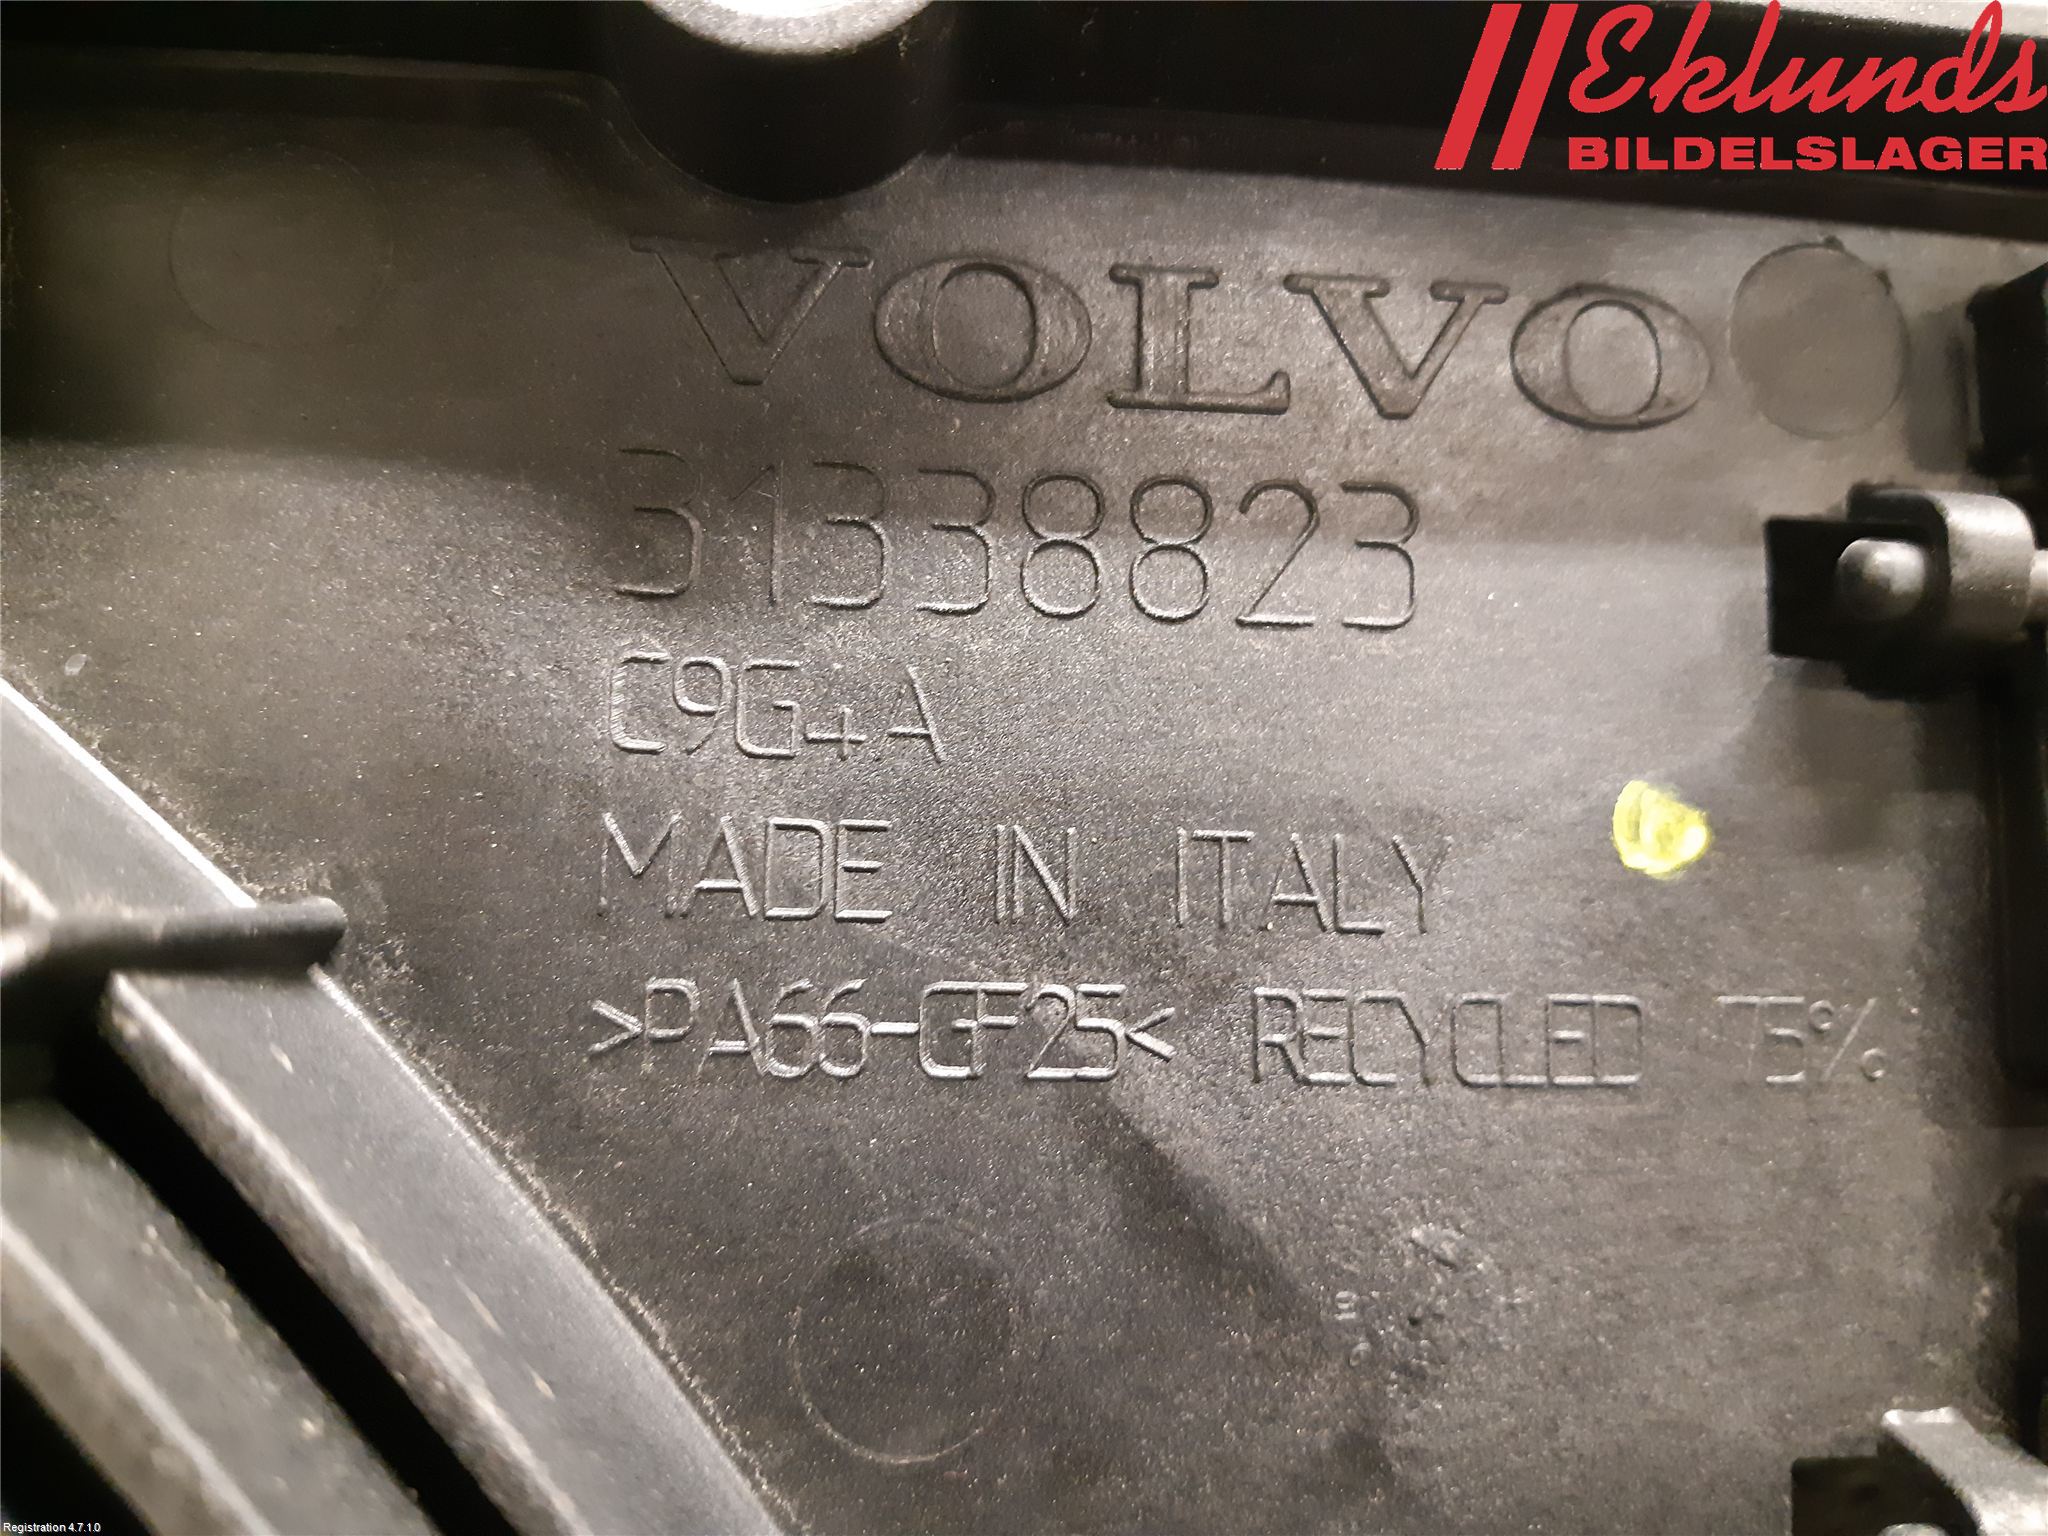 Eklunds
BILDELSLAGER
VOLVO
31338823
C9G4A
MADE IN ITALY
>PA66-GF25< RECYCLED 75%
Registration 4.7.1.0